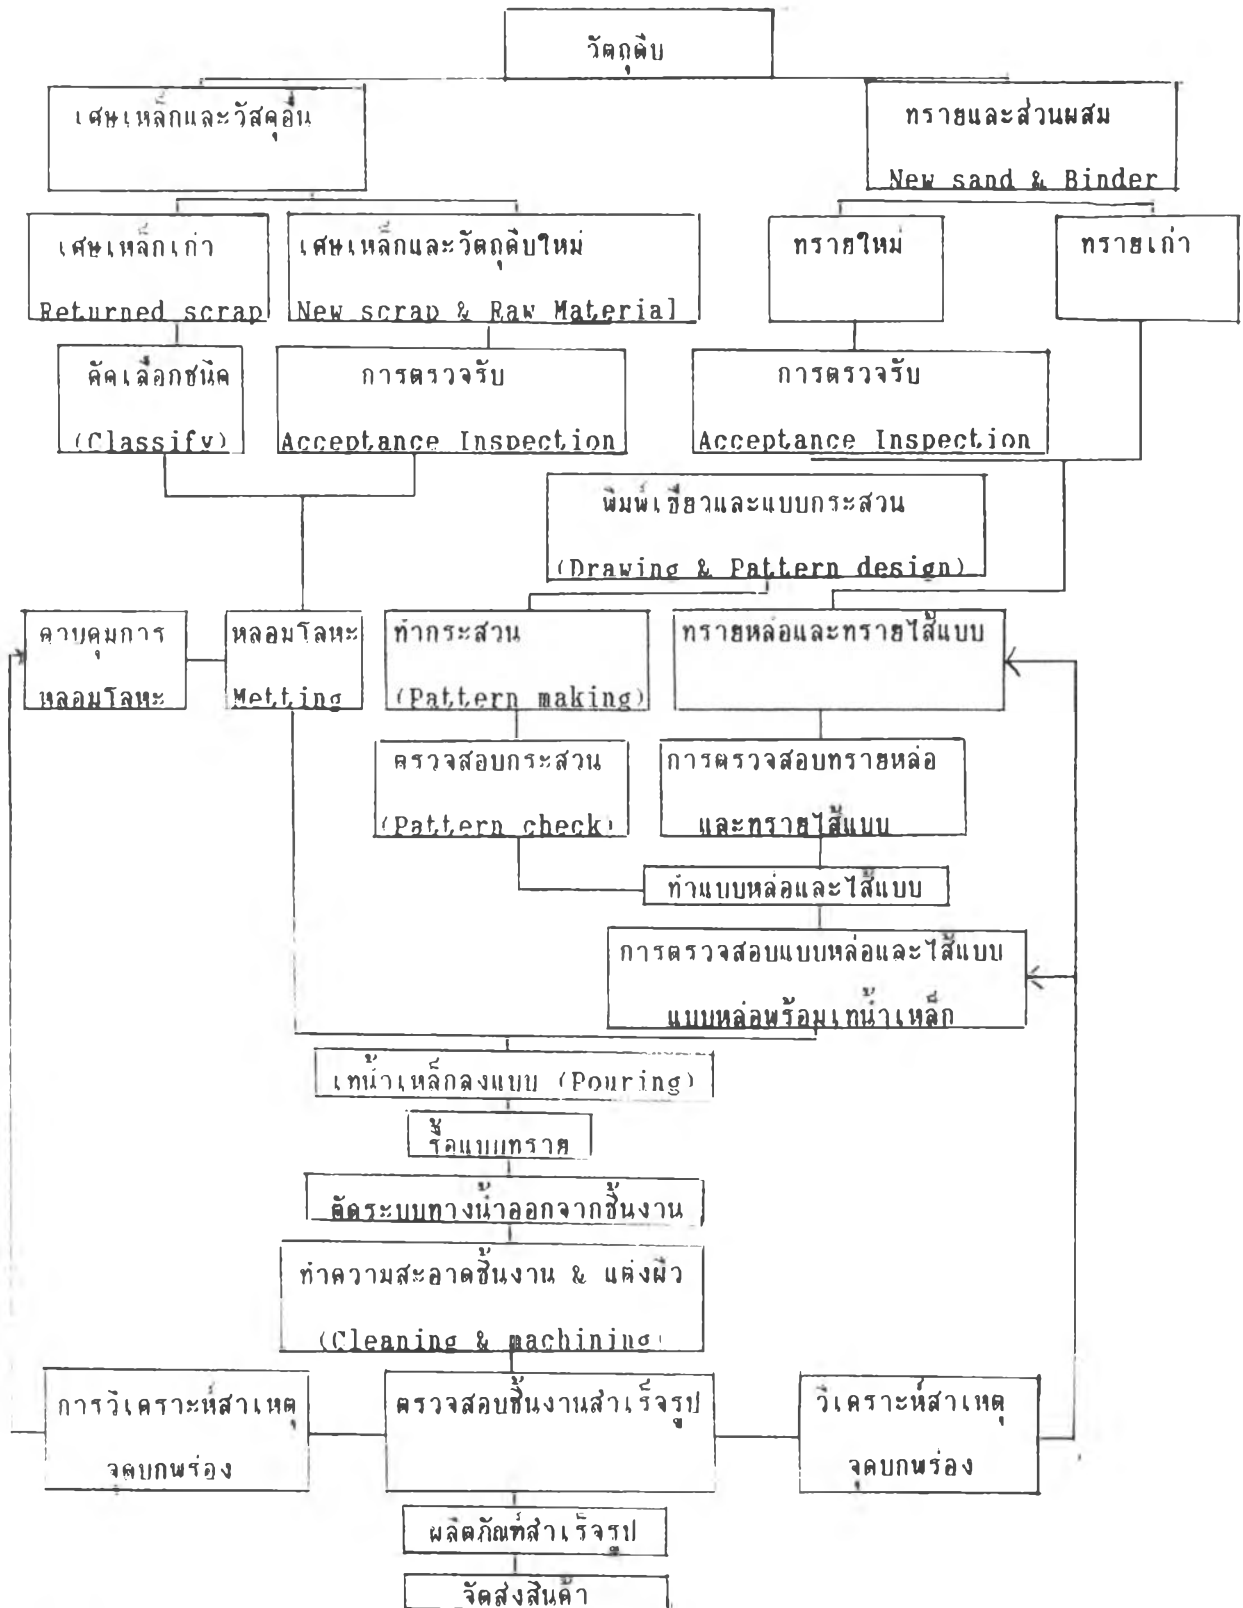 วัตถุดิบ
เศษเหล็กและวัสดุอื่น
ทรายและส่วนผสม
New sand & Binder
เศษเหล็กเก่า
Returned scrap
เศษเหล็กและวัตถุดิบใหม่
New scrap & Raw Material
ทรายใหม่
ทรายเก่า
คัดเลือกชนิด
(Classify)
การตรวจรับ
Acceptance Inspection
การตรวจรับ
Acceptance Inspection
พิมพ์เขียวและแบบกระสวน
(Drawing & Pattern design)
ควบคุมการ
หลอมโลหะ
หลอมโลหะ
Metting
ทำกระสวน
(Pattern making)
ทรายหล่อและทรายไส้แบบ
ตรวจสอบกระสวน
(Pattern check)
การตรวจสอบทรายหล่อ
และทรายไส้แบบ
ทำแบบหล่อและไส้แบบ
การตรวจสอบแบบหล่อและไส้แบบ
แบบหล่อพร้อมเทน้ำเหล็ก
เทน้ำเหล็กลงแบบ (Pouring)
รื้อแบบทราย
ตัดระบบทางน้ำออกจากชิ้นงาน
ทำความสะอาดชิ้นงาน & แต่งผิว
(Cleaning & machining)
การวิเคราะห์สาเหตุ
จุดบกพร่อง
ตรวจสอบชิ้นงานสำเร็จรูป
วิเคราะห์สาเหตุ
จุดบกพร่อง
ผลิตภัณฑ์สำเร็จรูป
จัดส่งสินค้า